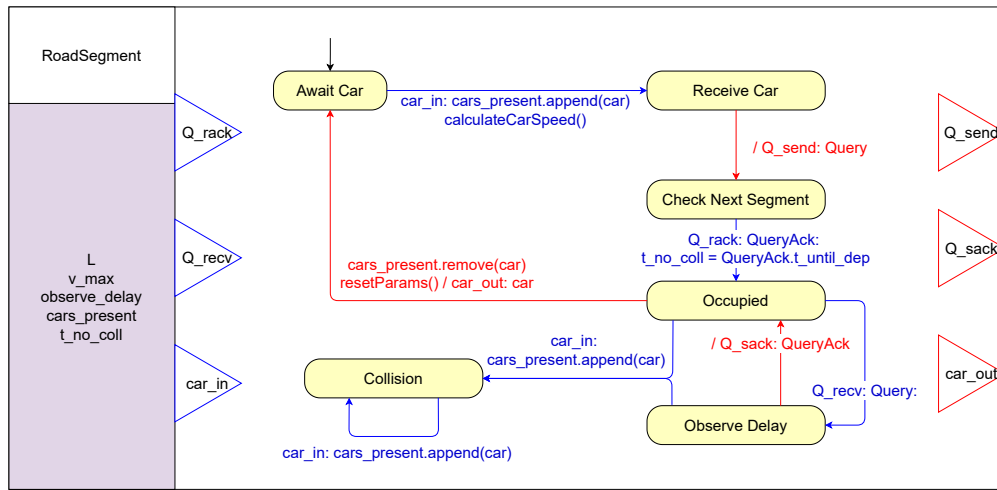 RoadSegment
L
v_max
observe_delay
cars_present
t_no_coll
Q_rack
Q_recv
car_in
Await Car
car_in: cars_present.append(car)
calculateCarSpeed()
Receive Car
/ Q_send: Query
Check Next Segment
Q_rack: QueryAck:
t_no_coll = QueryAck.t_until_dep
cars_present.remove(car)
resetParams() / car_out: car
Occupied
car_in:
cars_present.append(car)
/ Q_sack: QueryAck
Q_recv: Query:
Collision
Observe Delay
car_in: cars_present.append(car)
Q_send
Q_sack
car_out